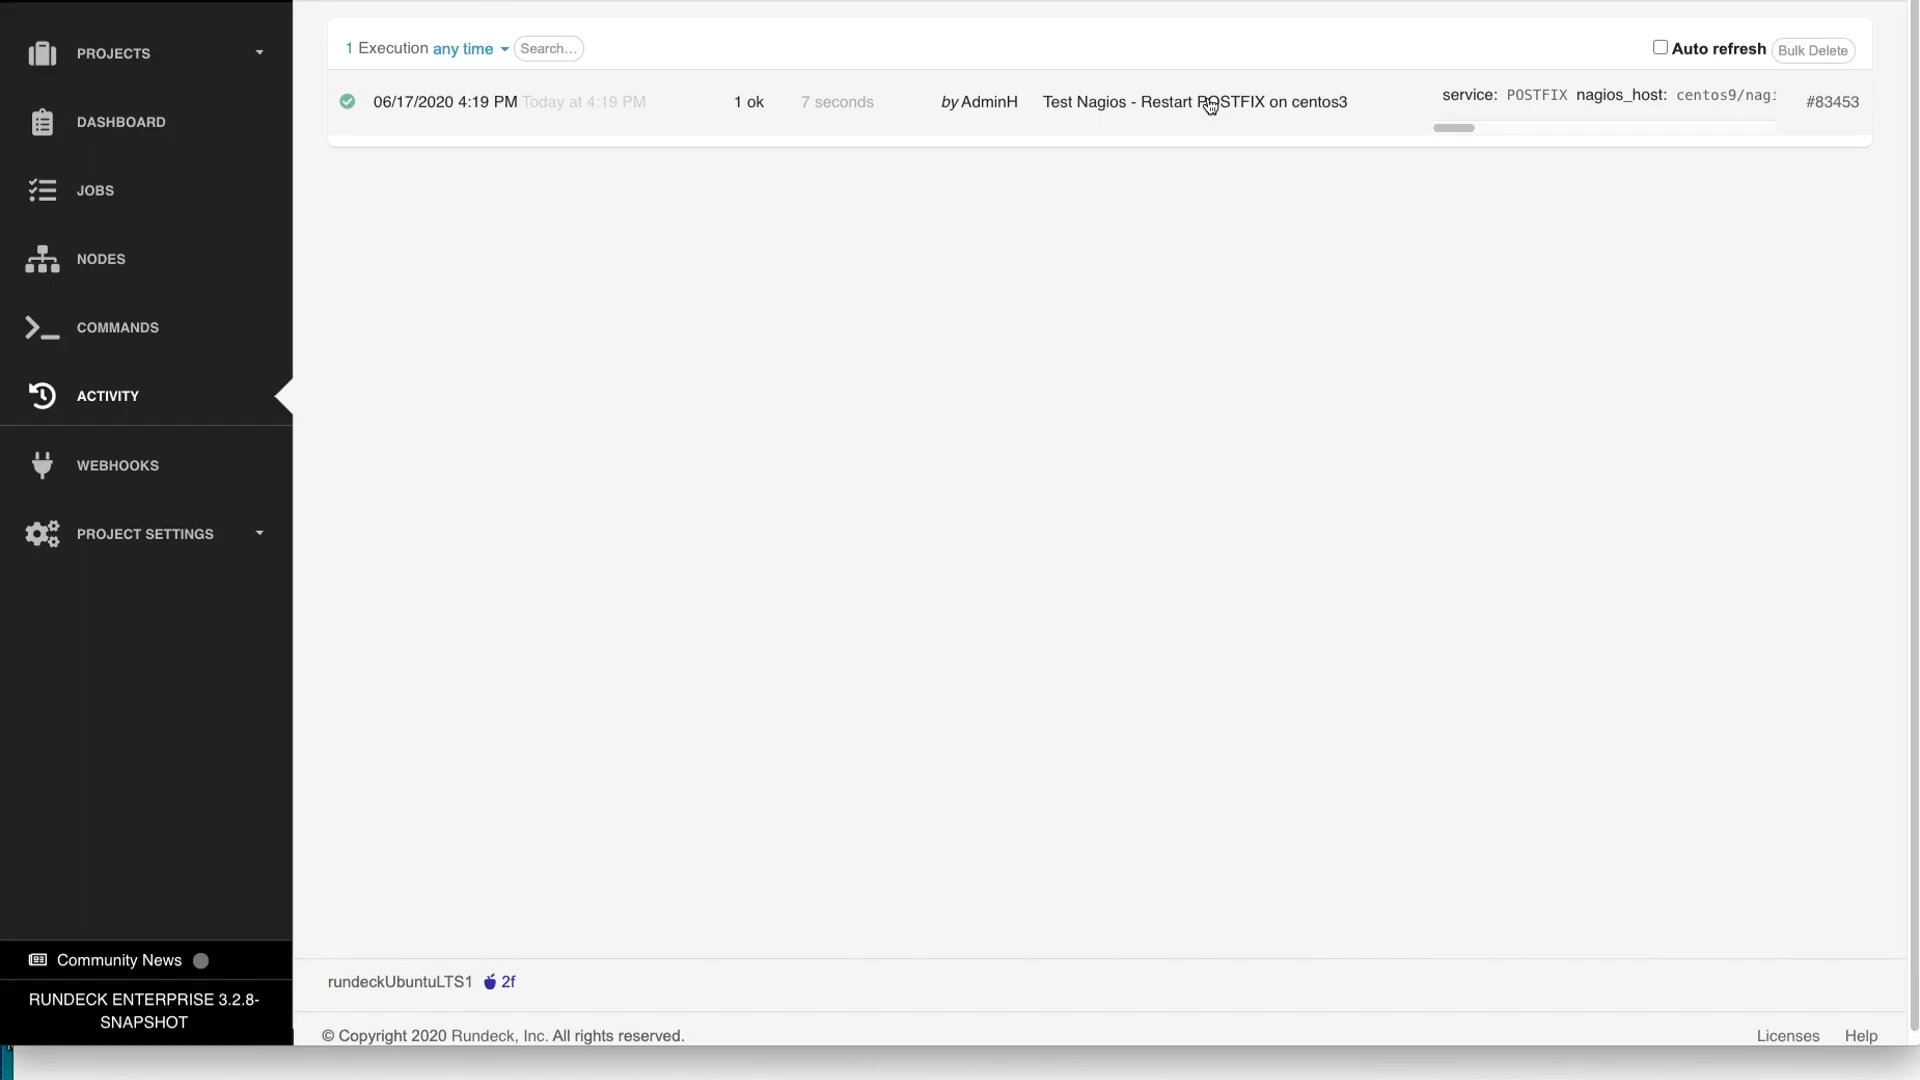 PROJECTS
DASHBOARD
JOBS
NODES
COMMANDS
ACTIVITY
WEBHOOKS
PROJECT SETTINGS
Community News
RUNDECK ENTERPRISE 3.2.8-
SNAPSHOT
1 Execution any time Search...
Auto refresh Bulk Delete
06/17/2020 4:19 PM Today at 4:19 PM 1 ok 7 seconds by AdminH Test Nagios - Restart POSTFIX on centos3 service: POSTFIX nagios_host: centos9/nagi #83453
rundeckUbuntuLTS1 2f
© Copyright 2020 Rundeck, Inc. All rights reserved.
Licenses Help